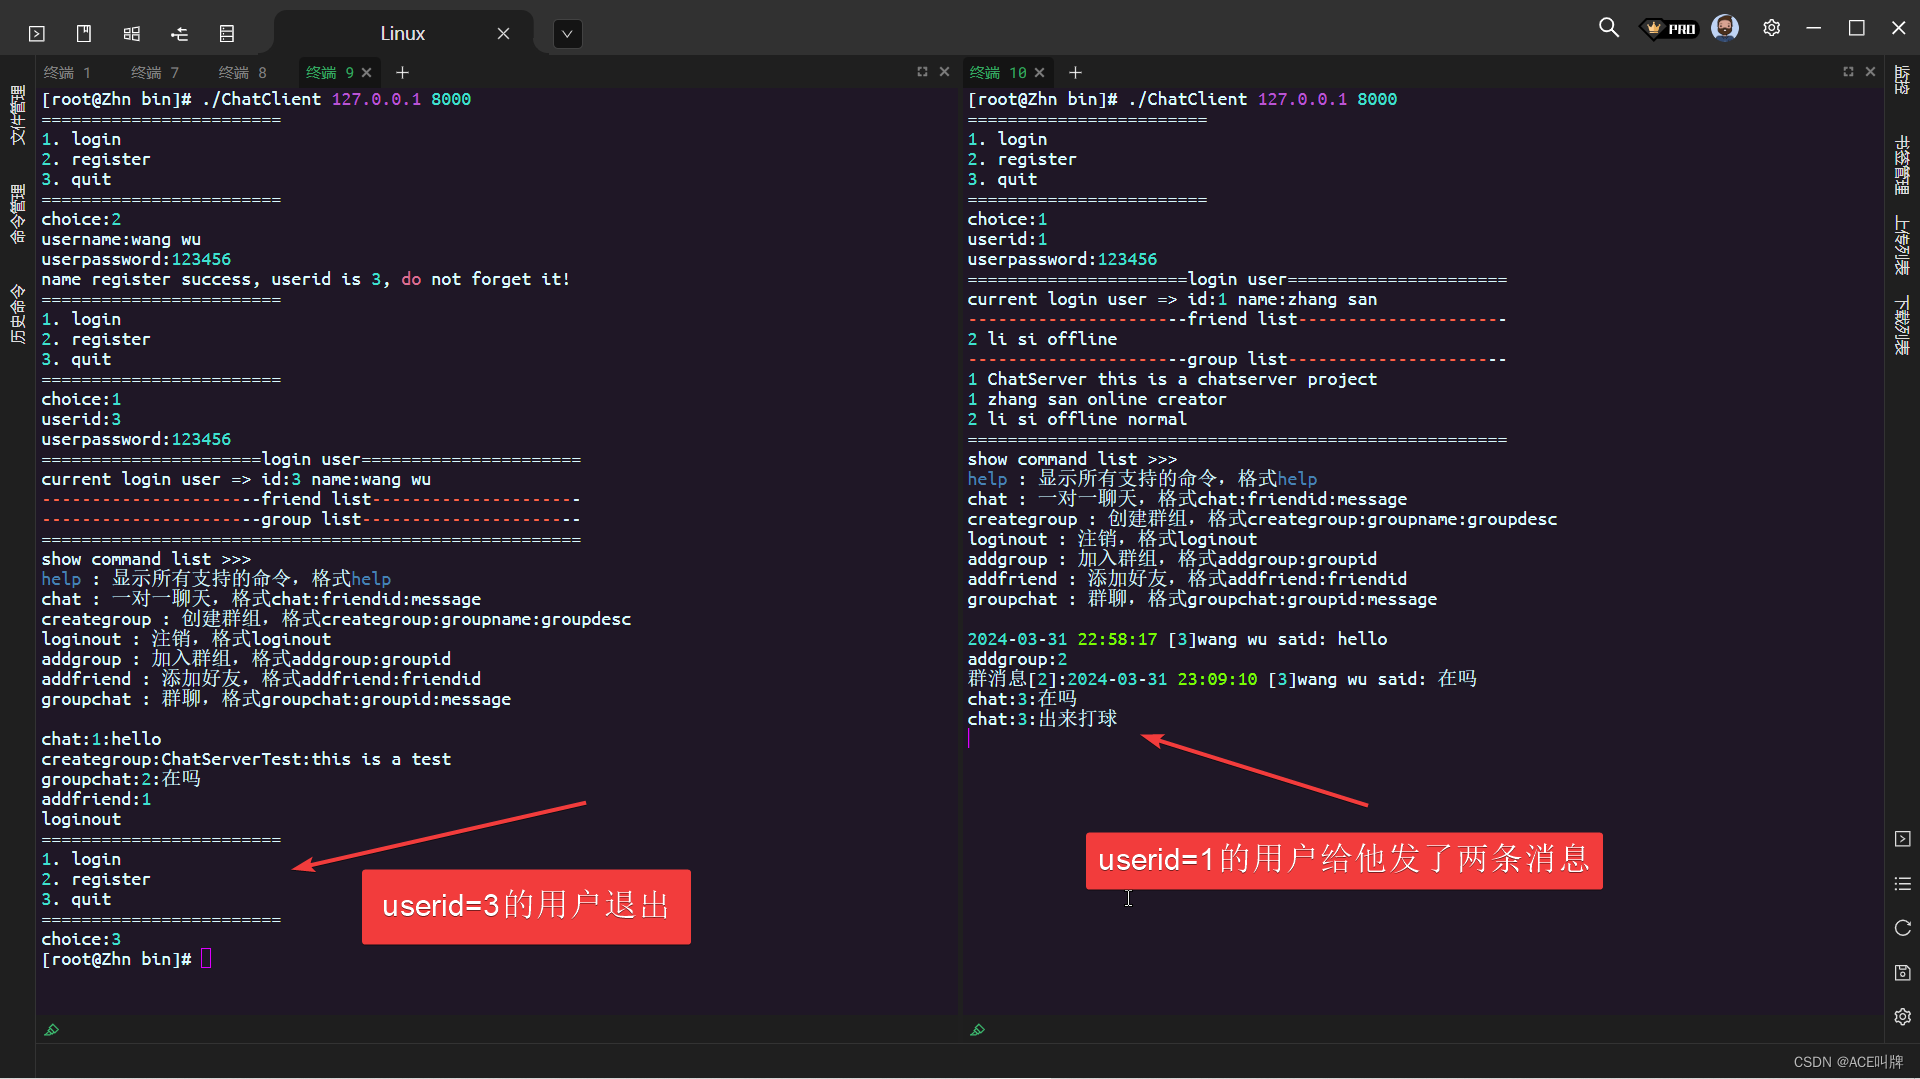 Linux
PRO
终端 1
终端 7
终端 8
终端 9
文件管理
命令管理
历史命令
[root@Zhn bin]# ./ChatClient 127.0.0.1 8000
========================
1. login
2. register
3. quit
========================
choice:2
username:wang wu
userpassword:123456
name register success, userid is 3, do not forget it!
========================
1. login
2. register
3. quit
========================
choice:1
userid:3
userpassword:123456
======================login user======================
current login user => id:3 name:wang wu
----------------------friend list---------------------- 
----------------------group list----------------------
======================================================
show command list >>>
help : 显示所有支持的命令，格式help
chat : 一对一聊天，格式chat:friendid:message
creategroup : 创建群组，格式creategroup:groupname:groupdesc
loginout : 注销，格式loginout
addgroup : 加入群组，格式addgroup:groupid
addfriend : 添加好友，格式addfriend:friendid
groupchat : 群聊，格式groupchat:groupid:message
chat:1:hello
creategroup:ChatServerTest:this is a test
groupchat:2:在吗
addfriend:1
loginout
========================
1. login
2. register
3. quit
========================
choice:3
[root@Zhn bin]#
userid=3的用户退出
终端 10
[root@Zhn bin]# ./ChatClient 127.0.0.1 8000
========================
1. login
2. register
3. quit
========================
choice:1
userid:1
userpassword:123456
======================login user======================
current login user => id:1 name:zhang san
----------------------friend list---------------------
2 li si offline
----------------------group list----------------------
1 ChatServer this is a chatserver project
1 zhang san online creator
2 li si offline normal
======================================================
show command list >>>
help : 显示所有支持的命令，格式help
chat : 一对一聊天，格式chat:friendid:message
creategroup : 创建群组，格式creategroup:groupname:groupdesc
loginout : 注销，格式loginout
addgroup : 加入群组，格式addgroup:groupid
addfriend : 添加好友，格式addfriend:friendid
groupchat : 群聊，格式groupchat:groupid:message
2024-03-31 22:58:17 [3]wang wu said: hello
addgroup:2
群消息[2]:2024-03-31 23:09:10 [3]wang wu said: 在吗
chat:3:在吗
chat:3:出来打球
userid=1的用户给他发了两条消息
监控
书签管理
上传列表
下载列表
CSDN @ACE叫牌